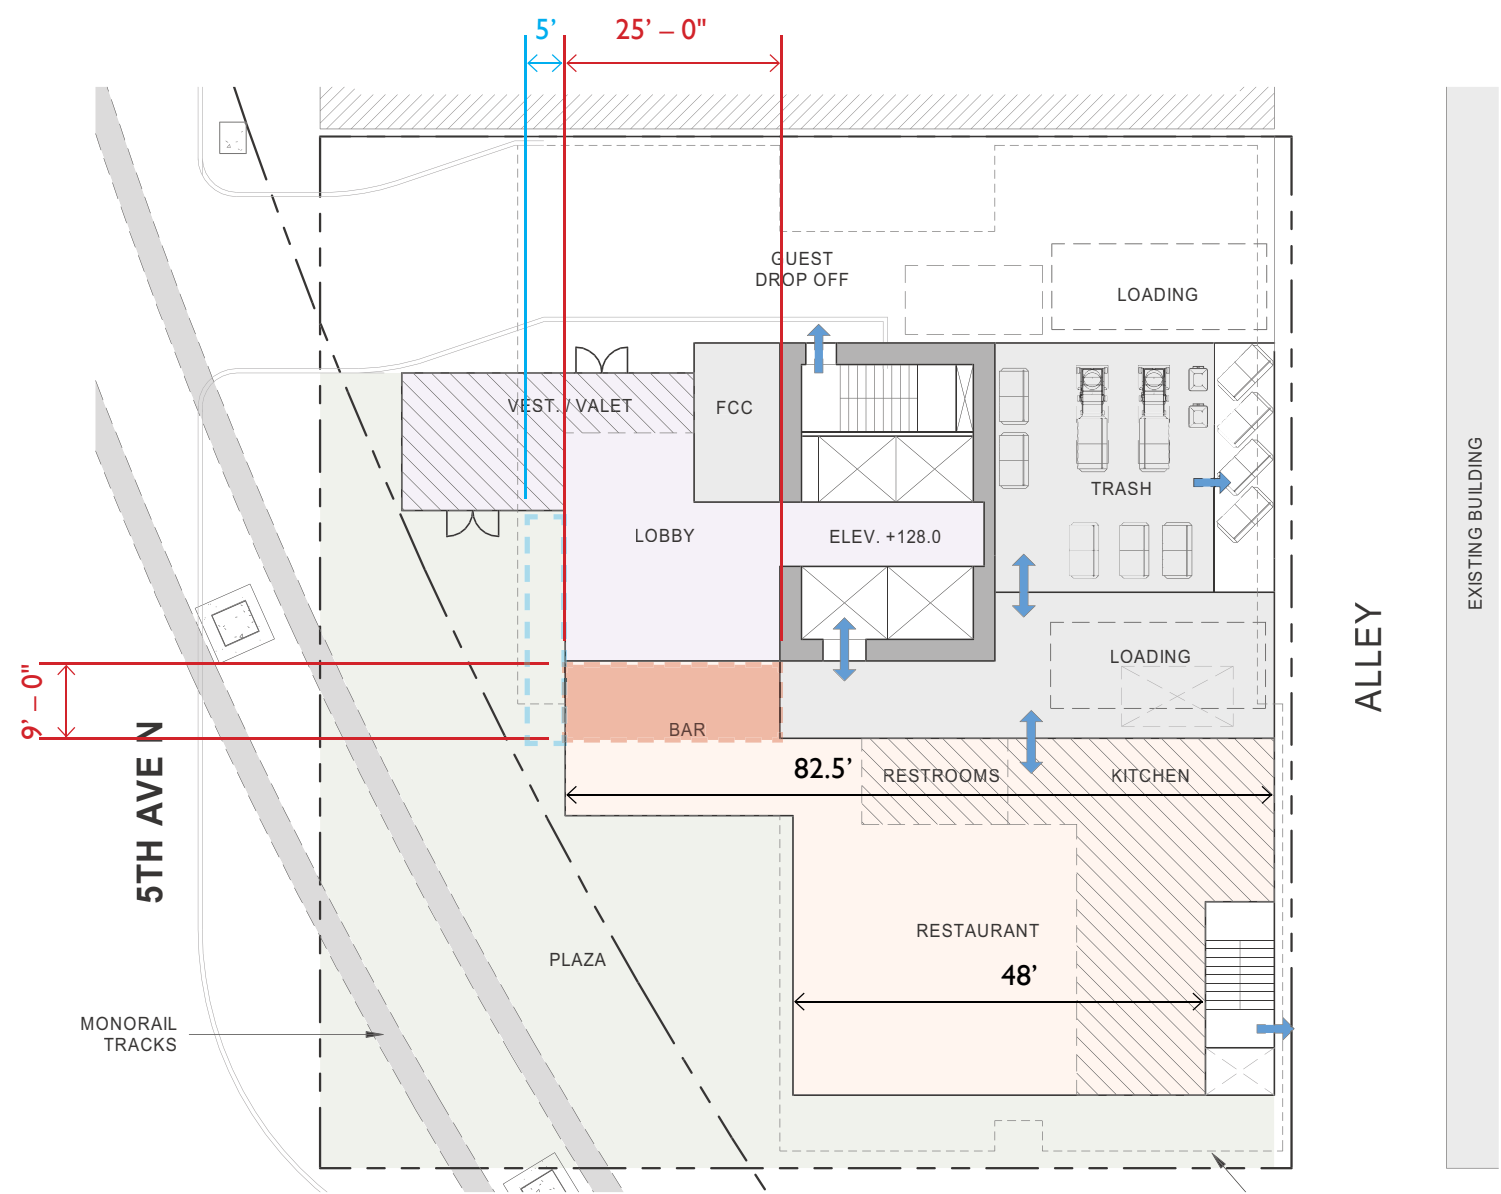 5’ 25’ – 0"
GUEST
DROP OFF
LOADING
VEST. / VALET
FCC
TRASH
LOBBY
ELEV. +128.0
EXISTING BUILDING
LOADING
ALLEY
9’ – 0"
BAR
5TH AVE N
82.5’
RESTROOMS
KITCHEN
RESTAURANT
PLAZA
48’
MONORAIL
TRACKS